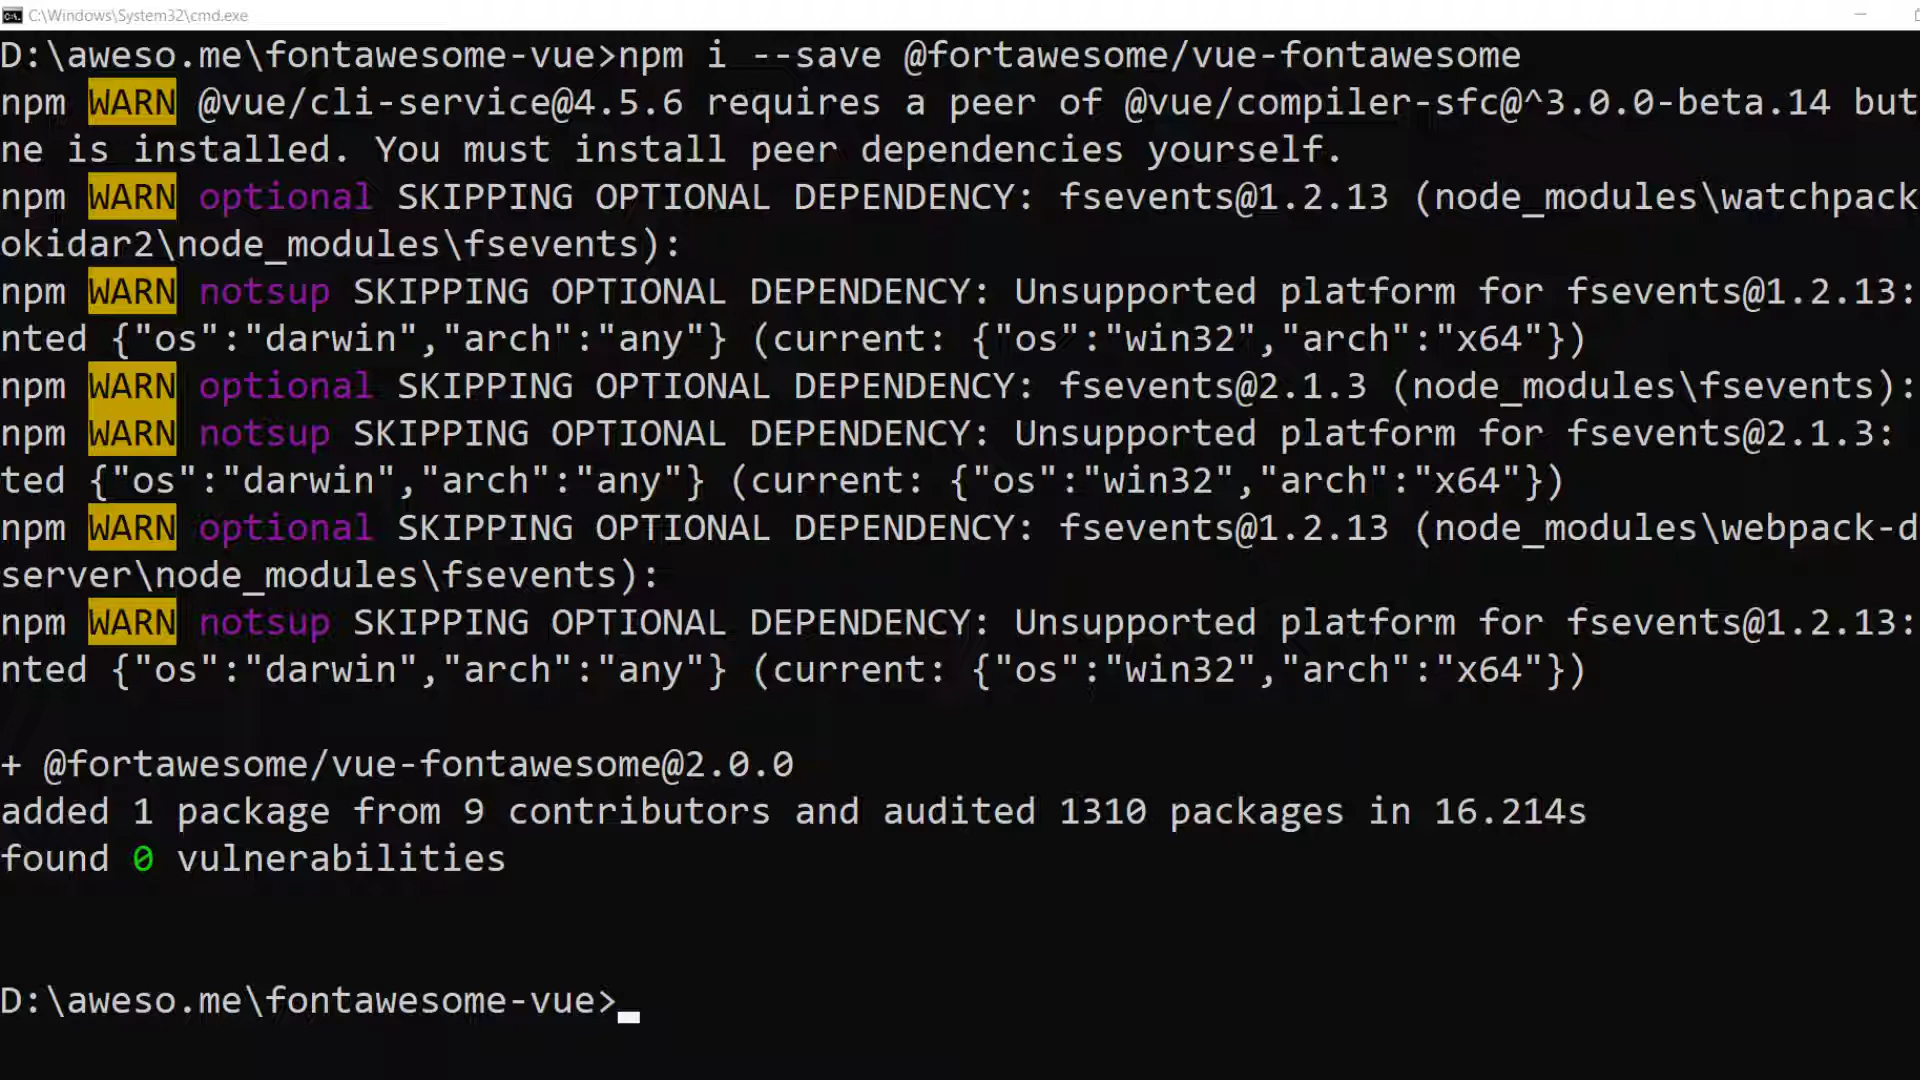 C:\Windows\System32\cmd.exe
D:\aweso.me\fontawesome-vue>npm i --save @fortawesome/vue-fontawesome
npm WARN @vue/cli-service@4.5.6 requires a peer of @vue/compiler-sfc@^3.0.0-beta.14 but
ne is installed. You must install peer dependencies yourself.
npm WARN optional SKIPPING OPTIONAL DEPENDENCY: fsevents@1.2.13 (node_modules\watchpack
okidar2\node_modules\fsevents):
npm WARN notsup SKIPPING OPTIONAL DEPENDENCY: Unsupported platform for fsevents@1.2.13:
nted {"os":"darwin","arch":"any"} (current: {"os":"win32","arch":"x64"})
npm WARN optional SKIPPING OPTIONAL DEPENDENCY: fsevents@2.1.3 (node_modules\fsevents):
npm WARN notsup SKIPPING OPTIONAL DEPENDENCY: Unsupported platform for fsevents@2.1.3:
ted {"os":"darwin","arch":"any"} (current: {"os":"win32","arch":"x64"})
npm WARN optional SKIPPING OPTIONAL DEPENDENCY: fsevents@1.2.13 (node_modules\webpack-d
server\node_modules\fsevents):
npm WARN notsup SKIPPING OPTIONAL DEPENDENCY: Unsupported platform for fsevents@1.2.13:
nted {"os":"darwin","arch":"any"} (current: {"os":"win32","arch":"x64"})
+ @fortawesome/vue-fontawesome@2.0.0
added 1 package from 9 contributors and audited 1310 packages in 16.214s
found 0 vulnerabilities
D:\aweso.me\fontawesome-vue>